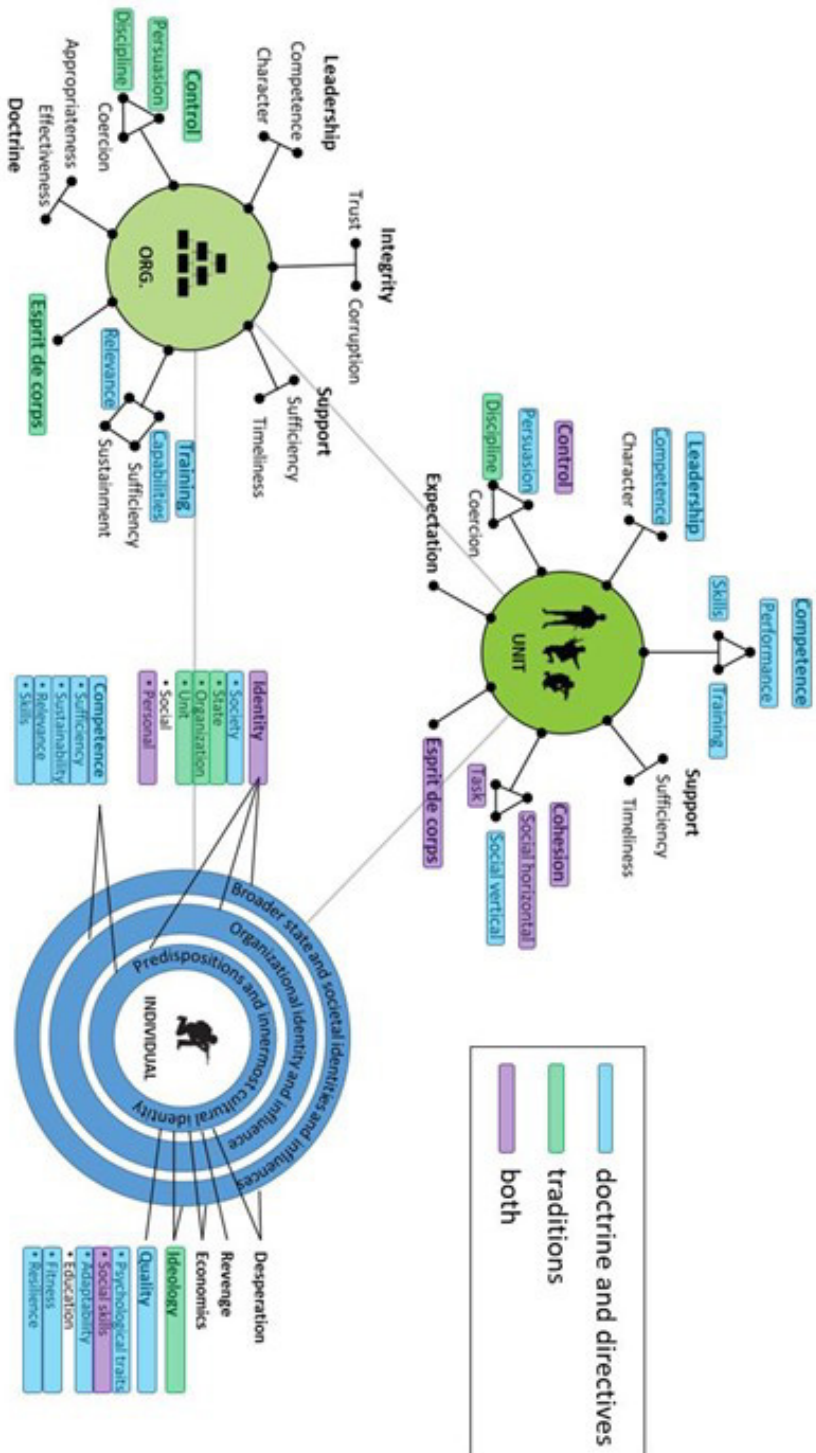 Leadership
Competence
Character
Competence
Performance
Skills
Training
Support
Sufficiency
Timeliness
Control
Persuasion
Discipline
Coercion
UNIT
Cohesion
Social horizontal
Task
Social vertical
Expectation
Esprit de corps
doctrine and directives
traditions
both
Leadership
Competence
Character
Integrity
Trust
Corruption
Support
Sufficiency
Timeliness
Control
Persuasion
Discipline
Coercion
ORG.
Training
Capabilities
Relevance
Sufficiency
Sustainment
Doctrine
Appropriateness
Effectiveness
Esprit de corps
Identity
• Society
• State
• Organization
• Unit
• Social
• Personal
Competence
• Sufficiency
• Sustainability
• Relevance
• Skills
Broader state and societal identities and influences
Organizational identity and influence
Predispositions and innermost cultural identity
INDIVIDUAL
Desperation
Revenge
Economics
Ideology
Quality
• Psychological traits
• Social skills
• Adaptability
• Education
• Fitness
• Resilience